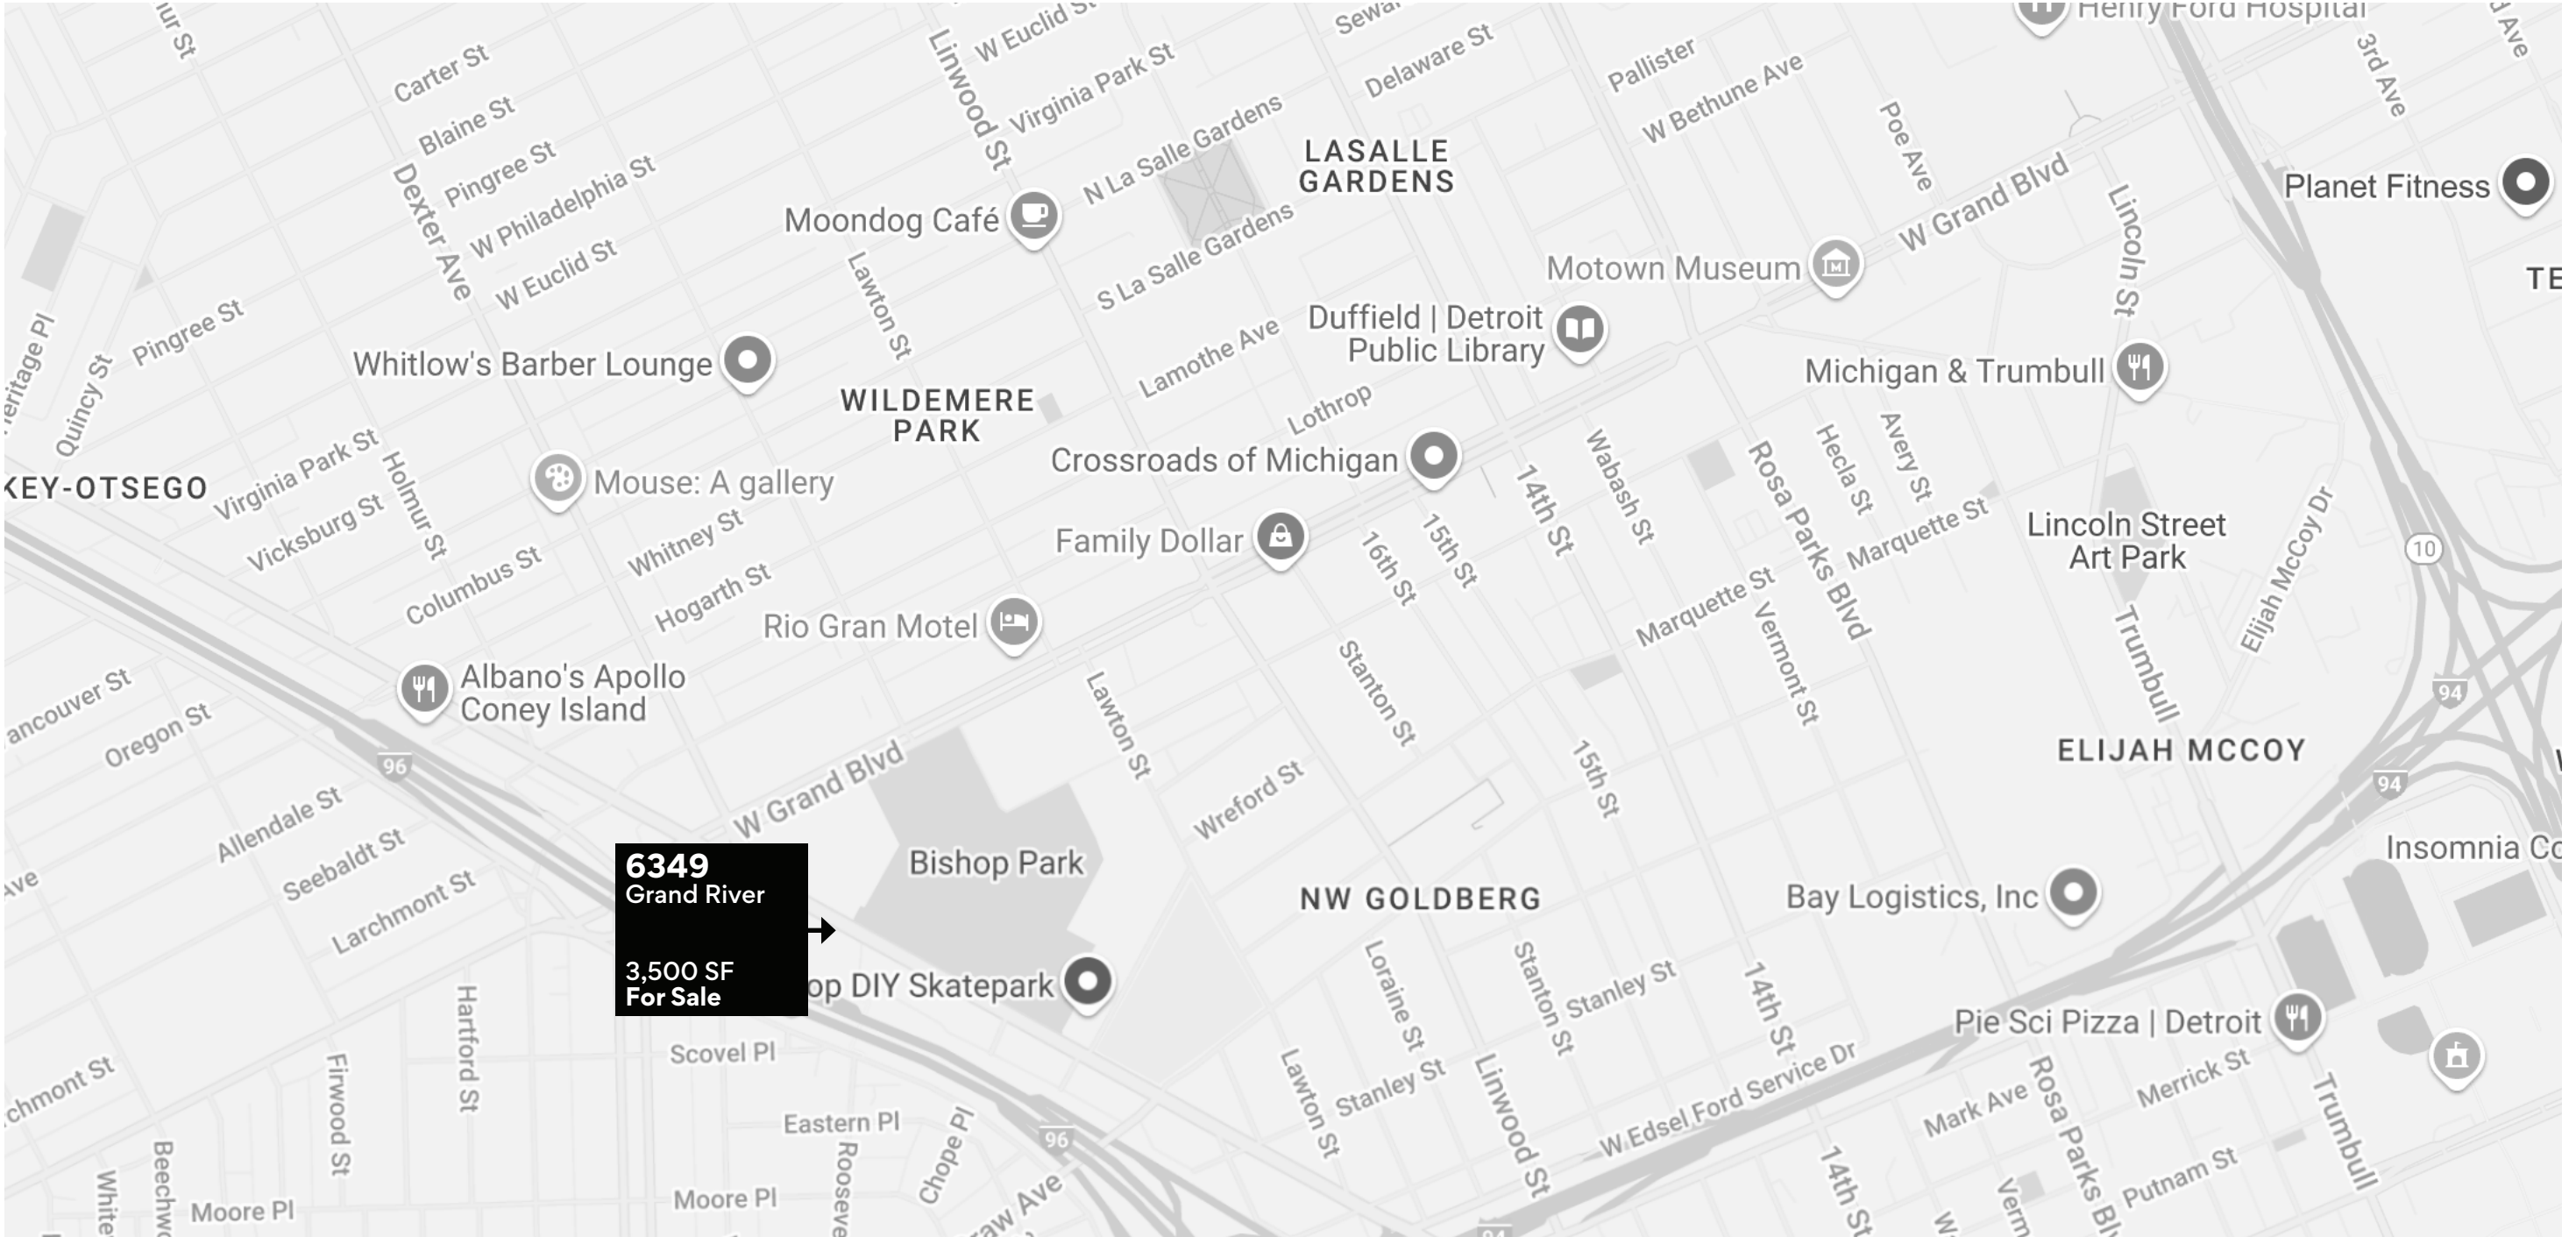 Carter St
Blaine St
Pingree St
W Philadelphia St
W Euclid St
Dexter Ave
Linwood St
W Euclid St
Virginia Park St
N La Salle Gardens
S La Salle Gardens
Delaware St
Pallister
W Bethune Ave
Poe Ave
Henry Ford Hospital
3rd Ave
LASALLE
GARDENS
Planet Fitness
Moondog Café
W Grand Blvd
Lincoln St
Motown Museum
Lawton St
Pingree St
Quincy St
Whitlow's Barber Lounge
Lamothe Ave
Duffield | Detroit
Public Library
Michigan & Trumbull
WILDEMERE
PARK
Lothrop
Crossroads of Michigan
Virginia Park St
Vicksburg St
Holmur St
Mouse: A gallery
Columbus St
Whitney St
Hogarth St
Family Dollar
16th St
15th St
14th St
Wabash St
Rosa Parks Blvd
Hecla St
Avery St
Marquette St
Marquette St
Vermont St
Lincoln Street
Art Park
Elijah McCoy Dr
Trumbull
10
94
94
ELIJAH MCCOY
Rio Gran Motel
Albano's Apollo
Coney Island
Oregon St
96
Allendale St
Seebaldt St
Larchmont St
W Grand Blvd
Lawton St
Stanton St
Wreford St
15th St
Bishop Park
6349
Grand River
3,500 SF
For Sale
op DIY Skatepark
NW GOLDBERG
Bay Logistics, Inc
Loraine St
Stanton St
Stanley St
14th St
Pie Sci Pizza | Detroit
Hartford St
Firwood St
Scovel Pl
Eastern Pl
Chope Pl
Moore Pl
Moore Pl
96
Lawton St
Stanley St
Linwood St
W Edsel Ford Service Dr
14th St
Mark Ave
Rosa Parks Blv
Merrick St
Putnam St
Trumbull